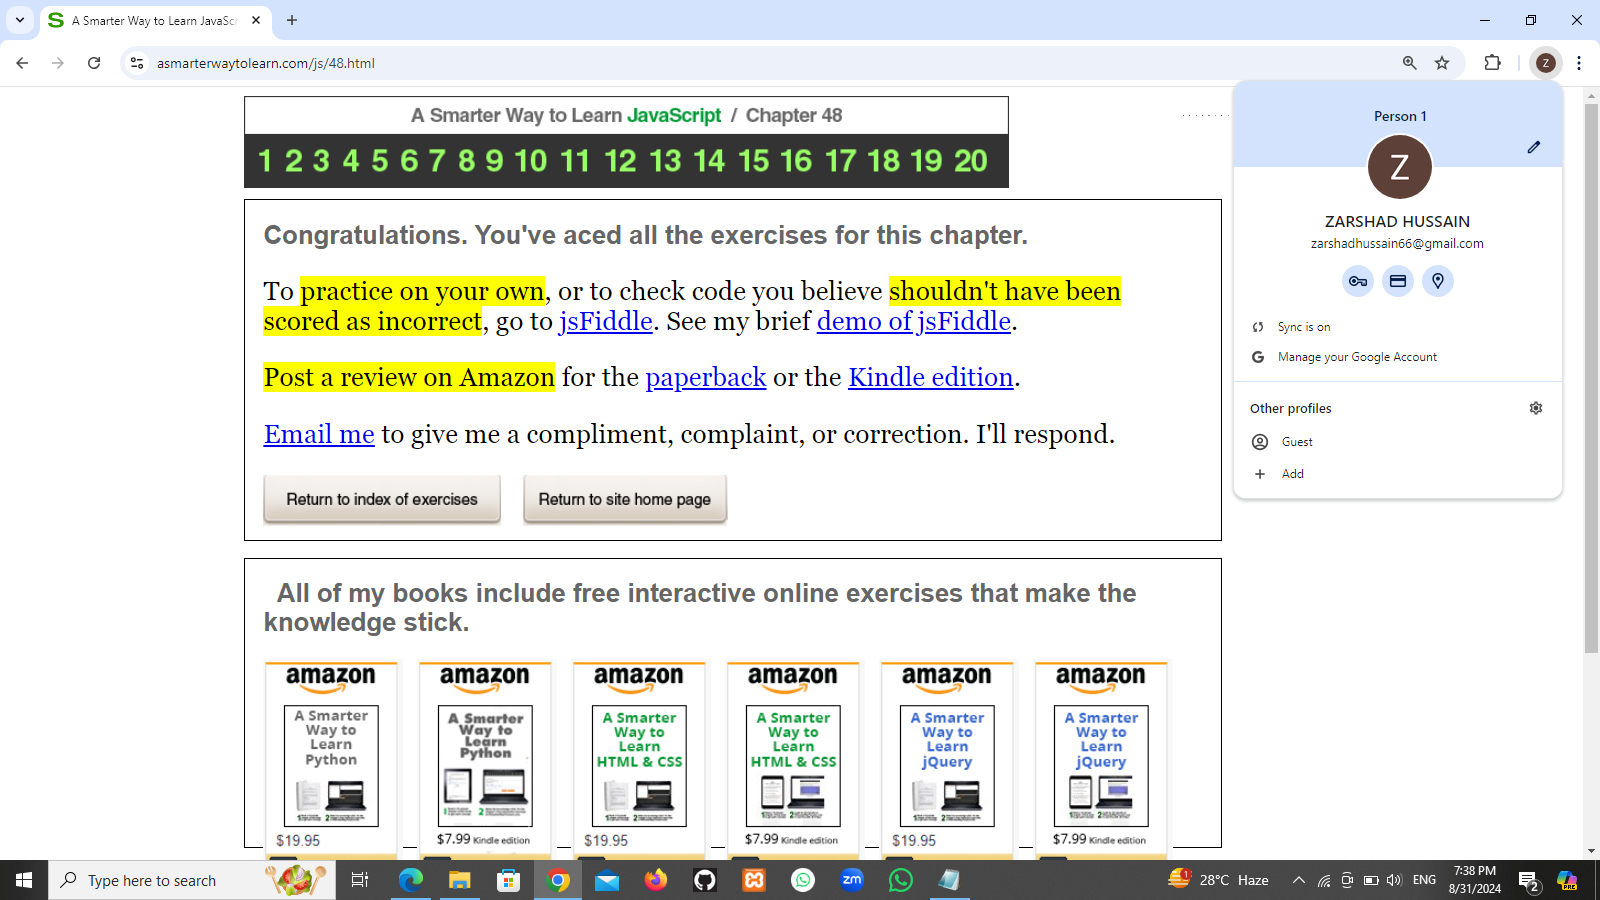 A Smarter Way to Learn JavaSc
asmarterwaytolearn.com/js/48.html
A Smarter Way to Learn JavaScript / Chapter 48
1 2 3 4 5 6 7 8 9 10 11 12 13 14 15 16 17 18 19 20
Congratulations. You've aced all the exercises for this chapter.
To practice on your own, or to check code you believe shouldn't have been
scored as incorrect, go to jsFiddle. See my brief demo of jsFiddle.
Post a review on Amazon for the paperback or the Kindle edition.
Email me to give me a compliment, complaint, or correction. I'll respond.
Return to index of exercises
Return to site home page
Person 1
Z
ZARSHAD HUSSAIN
zarshadhussain66@gmail.com
Sync is on
Manage your Google Account
Other profiles
Guest
Add
All of my books include free interactive online exercises that make the
knowledge stick.
amazon
A Smarter
Way to
Learn
Python
$19.95
amazon
A Smarter
Way to
Learn
Python
$7.99 Kindle edition
amazon
A Smarter
Way to
Learn
HTML & CSS
$19.95
amazon
A Smarter
Way to
Learn
HTML & CSS
$7.99 Kindle edition
amazon
A Smarter
Way to
Learn
jQuery
$19.95
amazon
A Smarter
Way to
Learn
jQuery
$7.99 Kindle edition
Type here to search
zm
1
28°C Haze
ENG
7:38 PM
8/31/2024
2
PRE